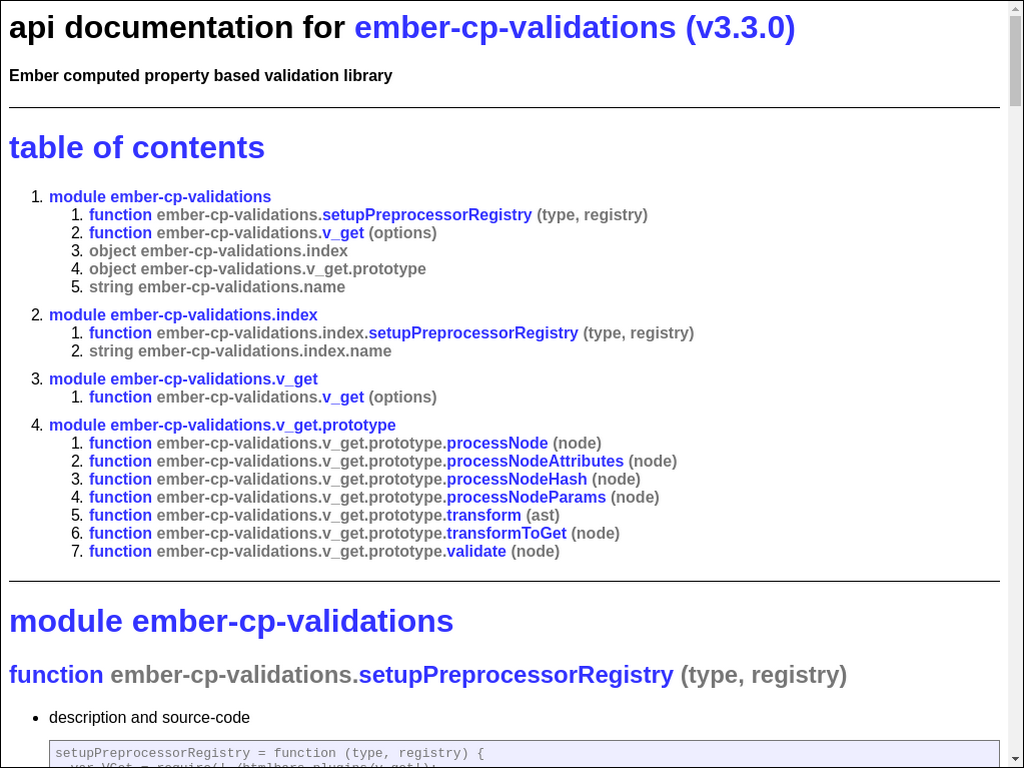 api documentation for ember-cp-validations (v3.3.0)
Ember computed property based validation library
table of contents
1. module ember-cp-validations
1. function ember-cp-validations.setupPreprocessorRegistry (type, registry)
2. function ember-cp-validations.v_get (options)
3. object ember-cp-validations.index
4. object ember-cp-validations.v_get.prototype
5. string ember-cp-validations.name
2. module ember-cp-validations.index
1. function ember-cp-validations.index.setupPreprocessorRegistry (type, registry)
2. string ember-cp-validations.index.name
3. module ember-cp-validations.v_get
1. function ember-cp-validations.v_get (options)
4. module ember-cp-validations.v_get.prototype
1. function ember-cp-validations.v_get.prototype.processNode (node)
2. function ember-cp-validations.v_get.prototype.processNodeAttributes (node)
3. function ember-cp-validations.v_get.prototype.processNodeHash (node)
4. function ember-cp-validations.v_get.prototype.processNodeParams (node)
5. function ember-cp-validations.v_get.prototype.transform (ast)
6. function ember-cp-validations.v_get.prototype.transformToGet (node)
7. function ember-cp-validations.v_get.prototype.validate (node)
module ember-cp-validations
function ember-cp-validations.setupPreprocessorRegistry (type, registry)
• description and source-code
setupPreprocessorRegistry = function (type, registry) {
var VGet = require('./htmlbars-plugins/v-get');